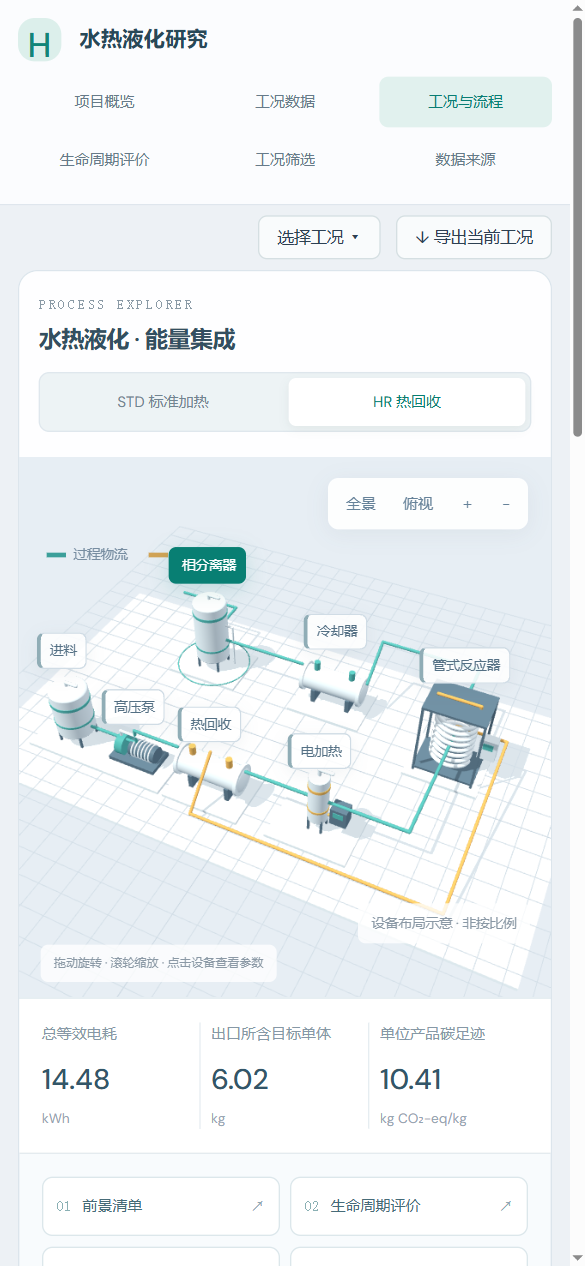 H 水热液化研究
项目概览 工况数据 工况与流程
生命周期评价 工况筛选 数据来源
选择工况 ▾ ↓ 导出当前工况
PROCESS EXPLORER
水热液化 · 能量集成
STD 标准加热 HR 热回收
全景 俯视 + −
过程物流
相分离器
冷却器
进料
管式反应器
高压泵
热回收
电加热
设备布局示意 · 非按比例
拖动旋转 · 滚轮缩放 · 点击设备查看参数
总等效电耗 出口所含目标单体 单位产品碳足迹
14.48 6.02 10.41
kWh kg kg CO₂-eq/kg
01 前景清单 ↗ 02 生命周期评价 ↗